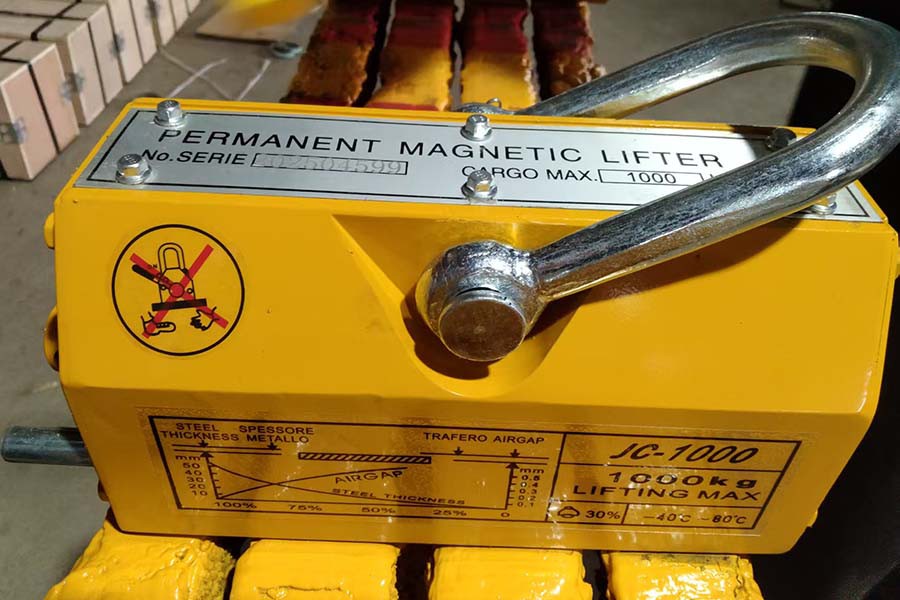 PERMANENT MAGNETIC LIFTER
No.SERIE
CARGO MAX. 1000
STEEL SPESSORE
THICKNESS METALLO
TRAFERO AIRGAP
mm
50
40
30
20
10
AIRGAP
STEEL THICKNESS
100% 75% 50% 25% 0
mm
0.5
0.4
0.3
0.2
0.1
JC-1000
1000kg
LIFTING MAX
30%
-40℃ ~80℃